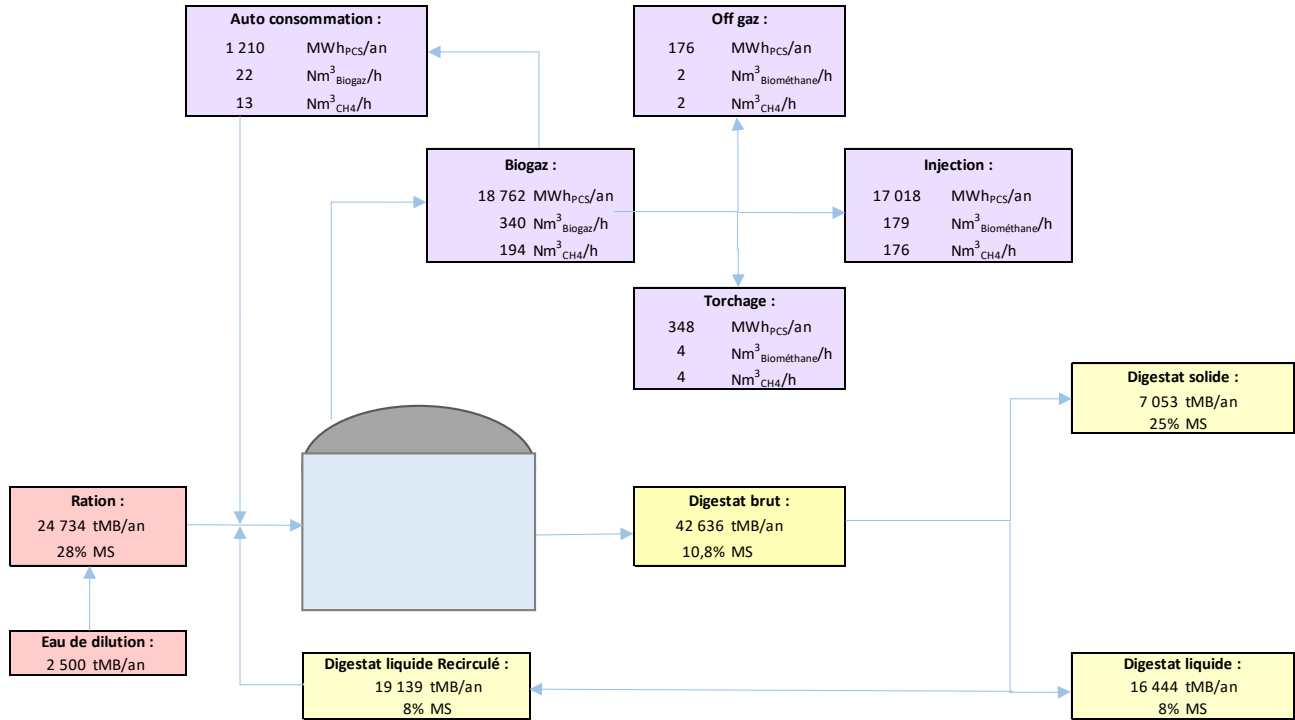 Auto consommation :
1 210 MWhPCS/an
22 Nm3Biogaz/h
13 Nm3CH4/h
Off gaz :
176 MWhPCS/an
2 Nm3Biométhane/h
2 Nm3CH4/h
Biogaz :
18 762 MWhPCS/an
340 Nm3Biogaz/h
194 Nm3CH4/h
Injection :
17 018 MWhPCS/an
179 Nm3Biométhane/h
176 Nm3CH4/h
Torchage :
348 MWhPCS/an
4 Nm3Biométhane/h
4 Nm3CH4/h
Digestat solide :
7 053 tMB/an
25% MS
Ration :
24 734 tMB/an
28% MS
Digestat brut :
42 636 tMB/an
10,8% MS
Eau de dilution :
2 500 tMB/an
Digestat liquide Recirculé :
19 139 tMB/an
8% MS
Digestat liquide :
16 444 tMB/an
8% MS